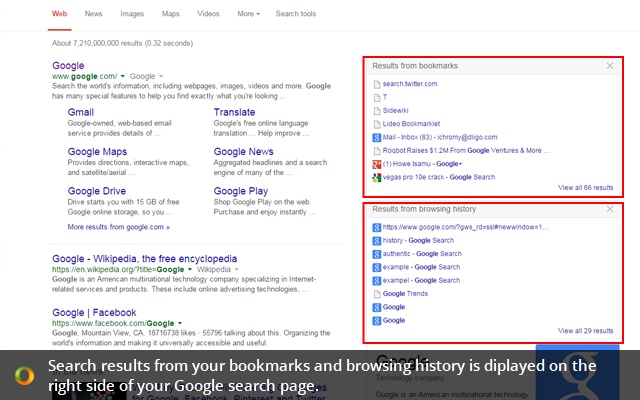 Web News Images Maps Videos More Search tools
About 7,210,000,000 results (0.32 seconds)
Google
www.google.com/ Google
Search the world's information, including webpages, images, videos and more. Google
has many special features to help you find exactly what you're looking ...
Gmail
Google-owned, web-based email
service provides details of ...
Translate
Google's free online language
translation ... Help improve ...
Google Maps
Provides directions, interactive maps,
and satellite/aerial ...
Google News
Aggregated headlines and a search
engine of many of the ...
Google Drive
Drive starts you with 15 GB of free
Google online storage, so you ...
Google Play
Shop Google Play on the web.
Purchase and enjoy instantly ...
More results from google.com »
Google - Wikipedia, the free encyclopedia
https://en.wikipedia.org/?title=Google Wikipedia
Google is an American multinational technology company specializing in Internet-
related services and products. These include online advertising technologies, ...
Google | Facebook
https://www.facebook.com/Google
Google, Mountain View, CA. 18716738 likes · 55796 talking about this. Organizing the
world's information and making it universally accessible and useful.
Results from bookmarks
search.twitter.com
T
Sidewiki
Lideo Bookmarklet
Mail - Inbox (83) - ichromy@diigo.com
Roqbot Raises $1.2M From Google Ventures & More ...
(1) Howe Isamu - Google+
vegas pro 10e crack - Google Search
View all 66 results
Results from browsing history
https://www.google.com/?gws_rd=ssl#newwindow=1...
history - Google Search
authentic - Google Search
example - Google Search
exampel - Google Search
Google Trends
Google
Google
View all 29 results
Google
Technology company
Google is an American multinational technology
In the news
for Google, Facebook, Pinterest and Twitter
Search results from your bookmarks and browsing history is diplayed on the
right side of your Google search page.